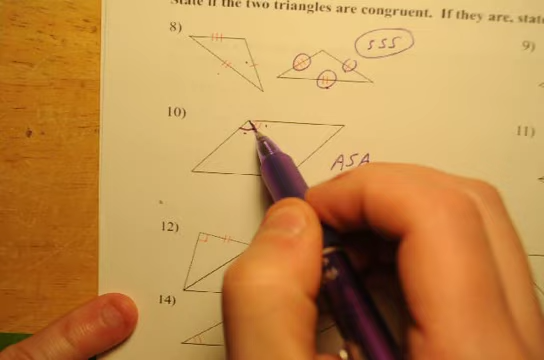 State if the two triangles are congruent. If they are, state
8)
SSS
9)
10)
11)
ASA
12)
14)